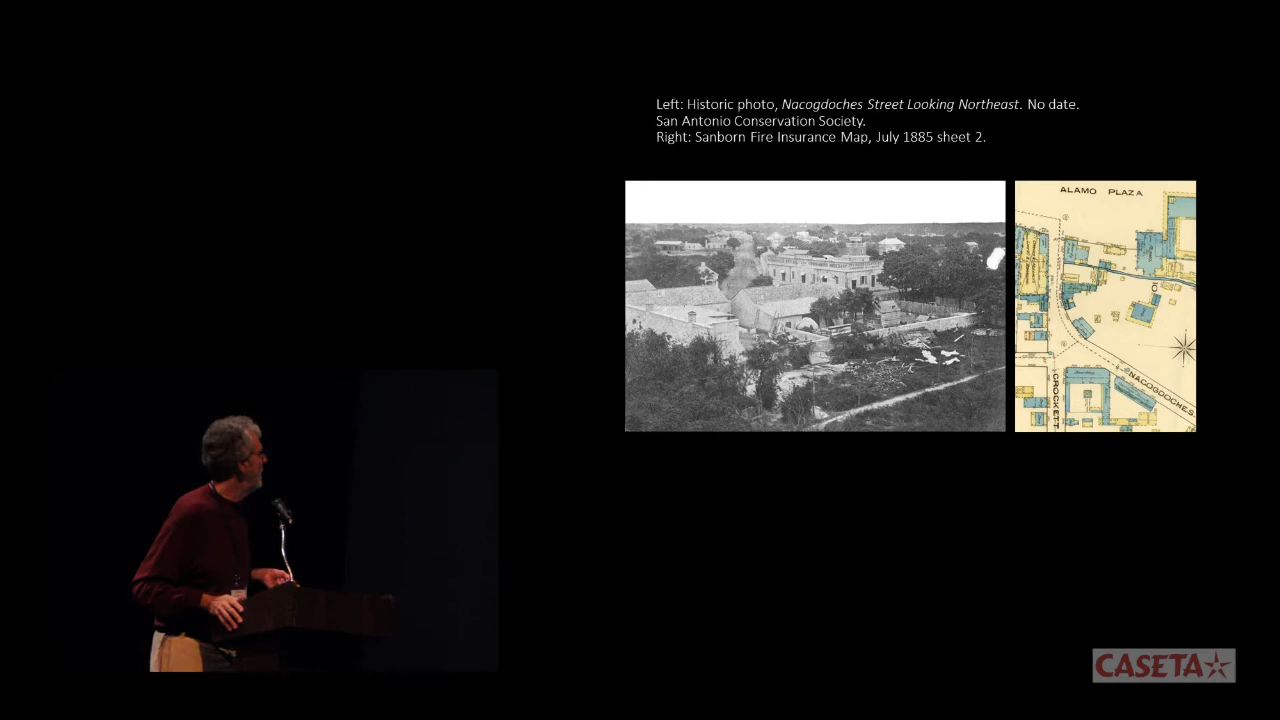 Left: Historic photo, Nacogdoches Street Looking Northeast. No date.
San Antonio Conservation Society.
Right: Sanborn Fire Insurance Map, July 1885 sheet 2.
ALAMO PLAZA
NACOGDOCHES
CROCKETT
CASETA